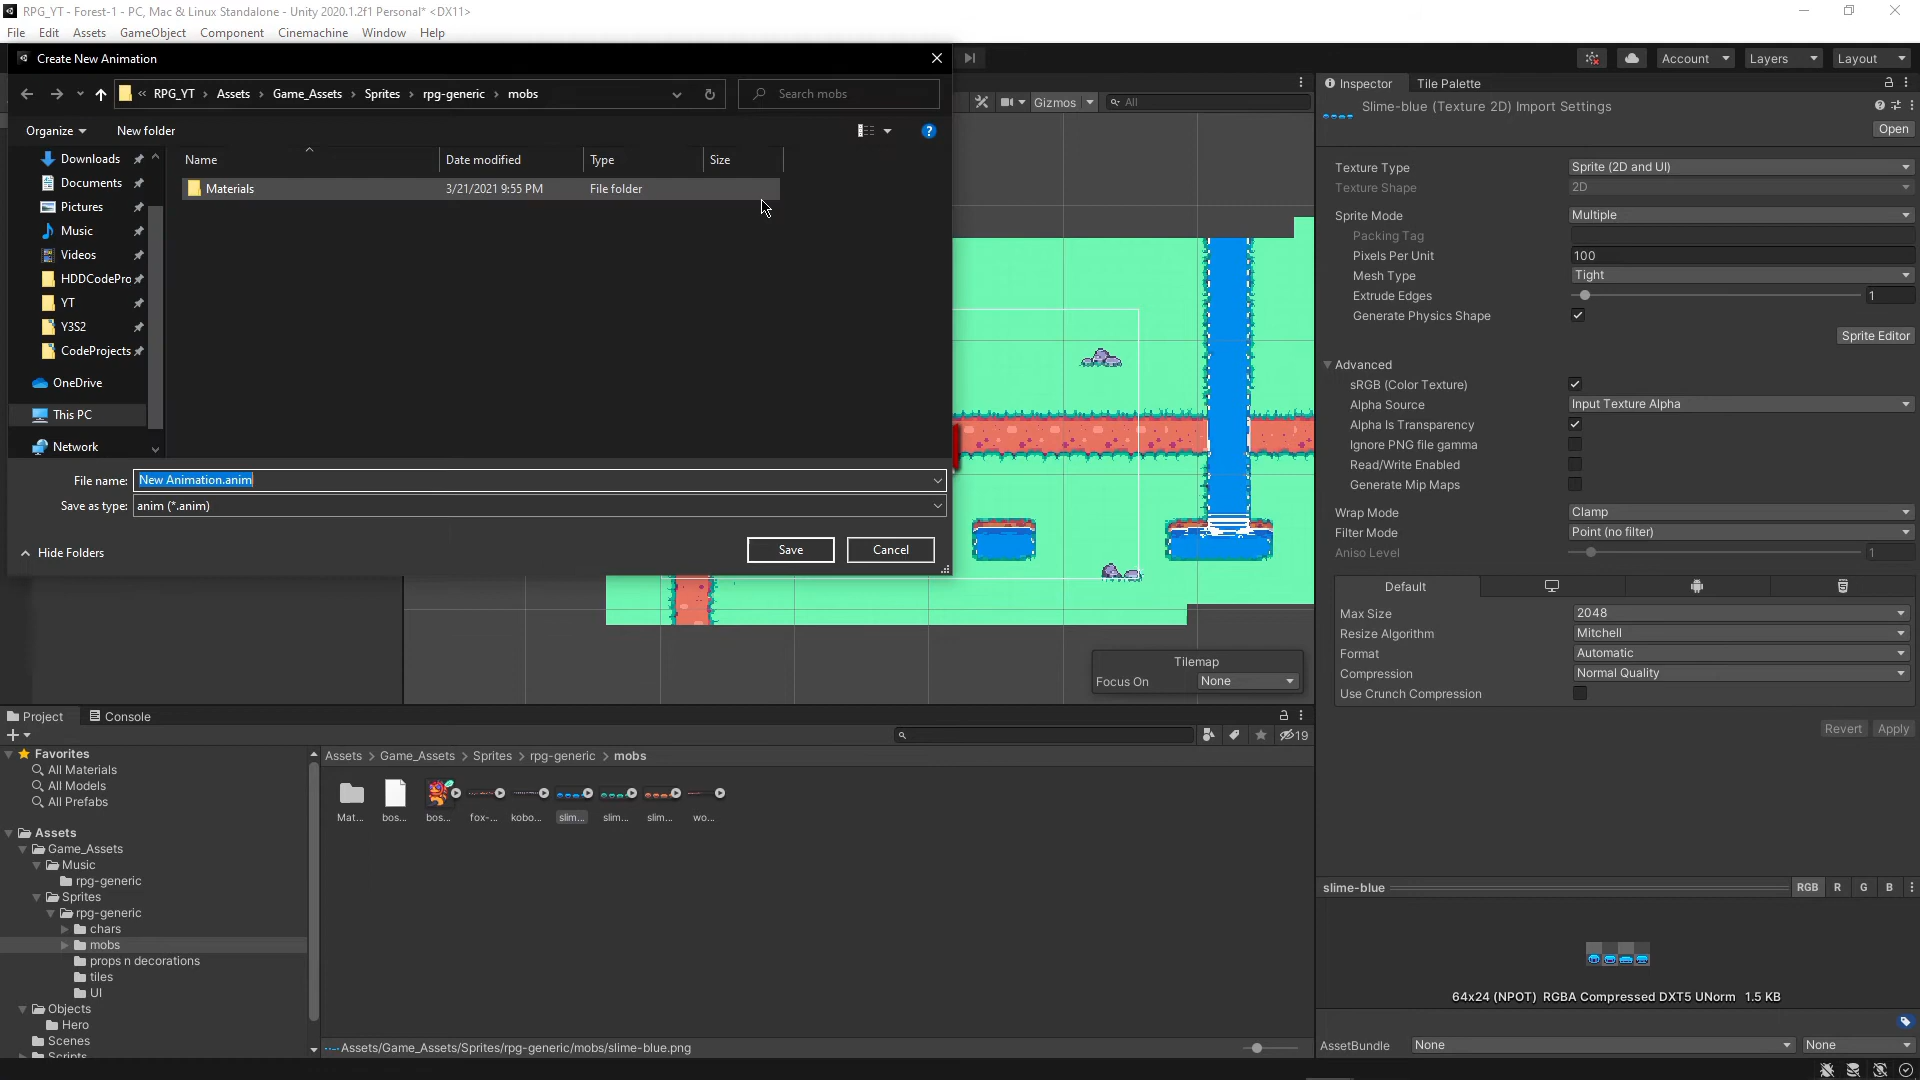 RPG_YT - Forest-1 - PC, Mac & Linux Standalone - Unity 2020.1.2f1 Personal* <DX11>
File Edit Assets GameObject Component Cinemachine Window Help
Create New Animation
« RPG_YT › Assets › Game_Assets › Sprites › rpg-generic › mobs
Search mobs
Organize New folder
Name Date modified Type Size
Materials 3/21/2021 9:55 PM File folder
Downloads
Documents
Pictures
Music
Videos
HDDCodePro
YT
Y3S2
CodeProjects
OneDrive
This PC
Network
File name: New Animation.anim
Save as type: anim (*.anim)
Hide Folders
Save Cancel
Gizmos All
Account Layers Layout
Tilemap
Focus On None
Inspector Tile Palette
Slime-blue (Texture 2D) Import Settings
Open
Texture Type Sprite (2D and UI)
Texture Shape 2D
Sprite Mode Multiple
Packing Tag
Pixels Per Unit 100
Mesh Type Tight
Extrude Edges 1
Generate Physics Shape
Sprite Editor
Advanced
sRGB (Color Texture)
Alpha Source Input Texture Alpha
Alpha Is Transparency
Ignore PNG file gamma
Read/Write Enabled
Generate Mip Maps
Wrap Mode Clamp
Filter Mode Point (no filter)
Aniso Level 1
Default
Max Size 2048
Resize Algorithm Mitchell
Format Automatic
Compression Normal Quality
Use Crunch Compression
Revert Apply
slime-blue RGB R G B
64x24 (NPOT) RGBA Compressed DXT5 UNorm 1.5 KB
AssetBundle None None
Project Console
19
Favorites
All Materials
All Models
All Prefabs
Assets
Game_Assets
Music
rpg-generic
Sprites
rpg-generic
chars
mobs
props n decorations
tiles
UI
Objects
Hero
Scenes
Scripts
Assets > Game_Assets > Sprites > rpg-generic > mobs
Mat... bos... bos... fox-... kobo... slim... slim... slim... wo...
Assets/Game_Assets/Sprites/rpg-generic/mobs/slime-blue.png